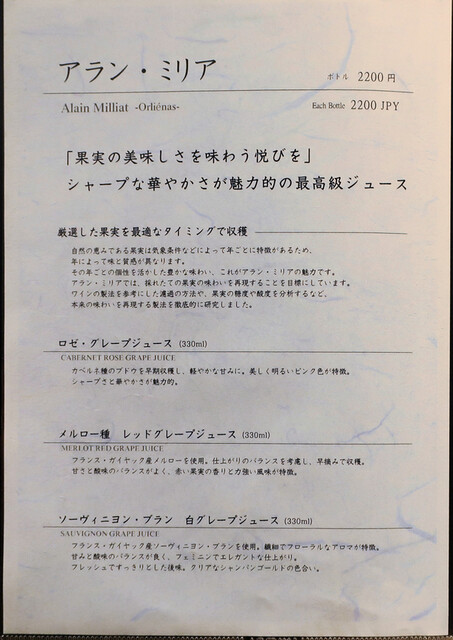 アラン・ミリア
ボトル 2200円
Alain Milliat -Orliénas-
Each Bottle 2200 JPY
「果実の美味しさを味わう悦びを」
シャープな華やかさが魅力的の最高級ジュース
厳選した果実を最適なタイミングで収穫
自然の恵みである果実は気象条件などによって年ごとに特徴があるため、
年によって味と質感が異なります。
その年ごとの個性を活かした豊かな味わい、これがアラン・ミリアの魅力です。
アラン・ミリアでは、採れたての果実の味わいを再現することを目標にしています。
ワインの製法を参考にした濾過の方法や、果実の糖度や酸度を分析するなど、
本来の味わいを再現する製法を徹底的に研究しました。
ロゼ・グレープジュース (330ml)
CABERNET ROSE GRAPE JUICE
カベルネ種のブドウを早期収穫し、軽やかな甘みに。美しく明るいピンク色が特徴。
シャープさと華やかさが魅力的。
メルロー種 レッドグレープジュース (330ml)
MERLOT RED GRAPE JUICE
フランス・ガイヤック産メルローを使用。仕上がりのバランスを考慮し、早摘みで収穫。
甘さと酸味のバランスがよく、赤い果実の香りと力強い風味が特徴。
ソーヴィニヨン・ブラン 白グレープジュース (330ml)
SAUVIGNON GRAPE JUICE
フランス・ガイヤック産ソーヴィニヨン・ブランを使用。繊細でフローラルなアロマが特徴。
甘みと酸味のバランスが良く、フェミニンでエレガントな仕上がり。
フレッシュですっきりとした後味。クリアなシャンパンゴールドの色合い。